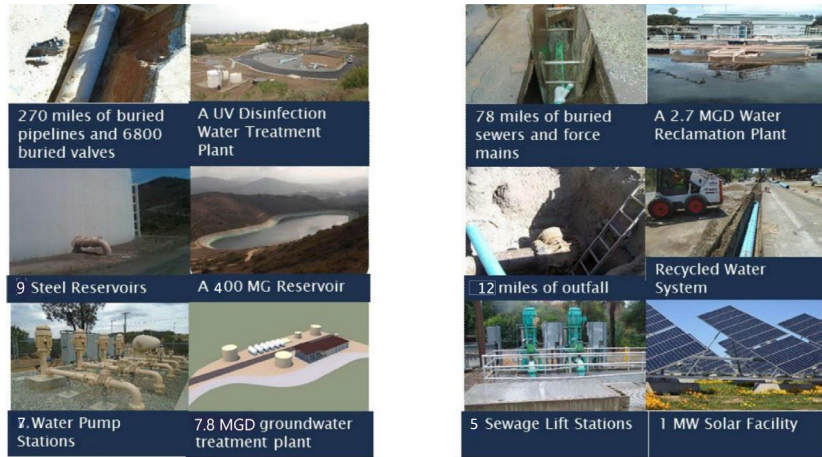 270 miles of buried
pipelines and 6800
buried valves
A UV Disinfection
Water Treatment
Plant
9 Steel Reservoirs
A 400 MG Reservoir
Water Pump
Stations
7.8 MGD groundwater
treatment plant
78 miles of buried
sewers and force
mains
A 2.7 MGD Water
Reclamation Plant
12 miles of outfall
Recycled Water
System
5 Sewage Lift Stations
1 MW Solar Facility